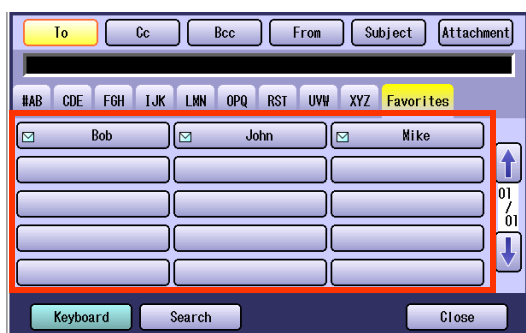 To Cc Bcc From Subject Attachment
#AB CDE FGH IJK LMN OPQ RST UVW XYZ Favorites
Bob John Mike
01
/
01
Keyboard Search Close